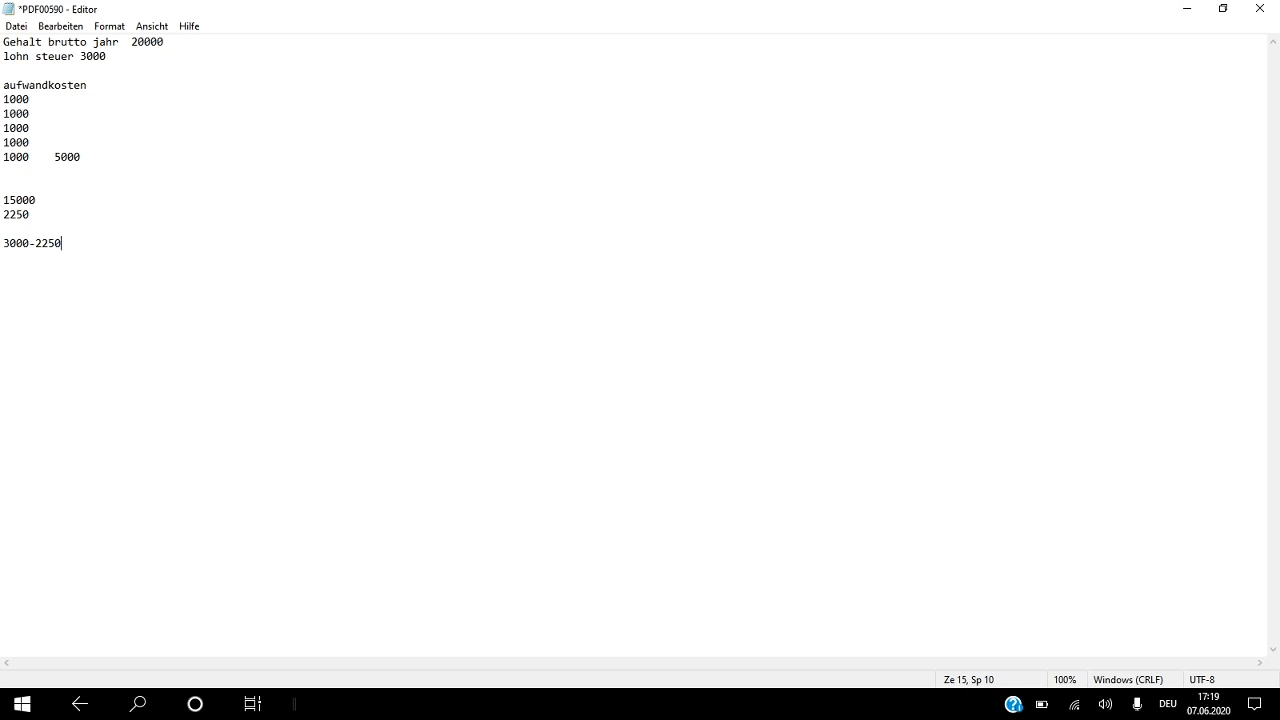 *PDF00590 - Editor
Datei Bearbeiten Format Ansicht Hilfe
Gehalt brutto jahr  20000
lohn steuer 3000
aufwandkosten
1000
1000
1000
1000
1000    5000
15000
2250
3000-2250
Ze 15, Sp 10 100% Windows (CRLF) UTF-8
DEU 17:19
07.06.2020